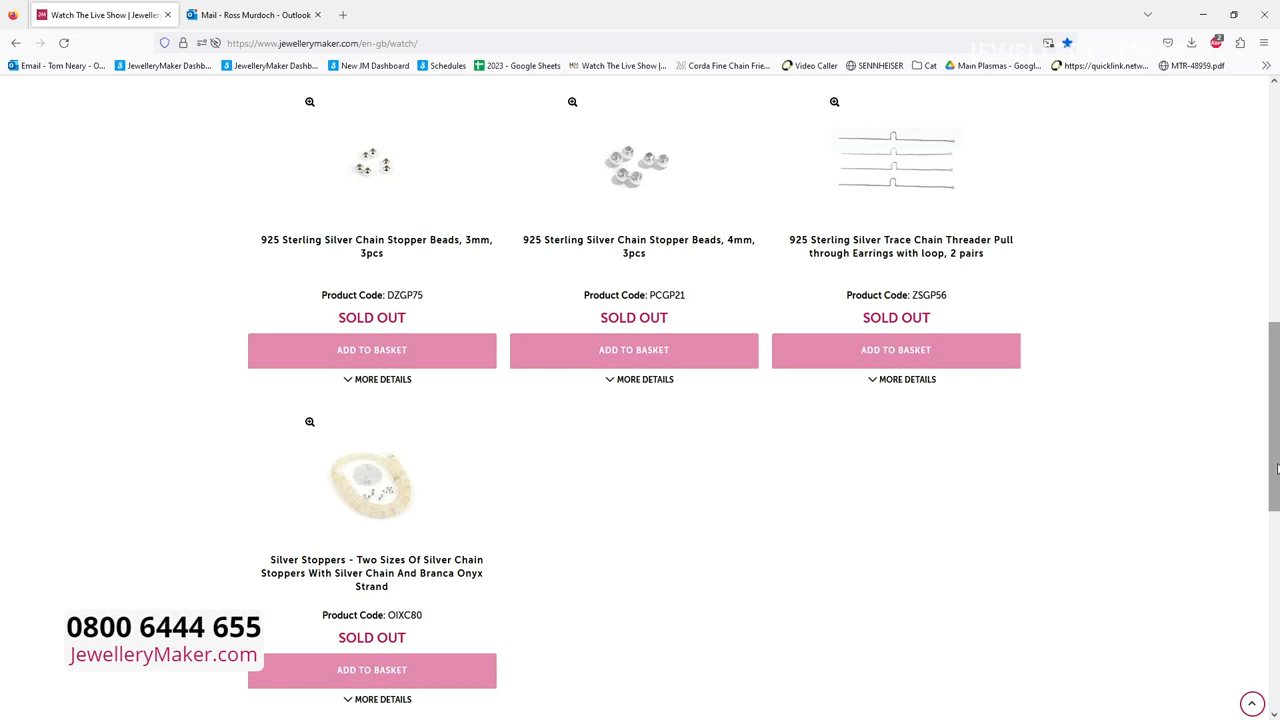 Watch The Live Show | Jewellery
Mail - Ross Murdoch - Outlook
https://www.jewellerymaker.com/en-gb/watch/
2
Email - Tom Neary - O...
JewelleryMaker Dashb...
JewelleryMaker Dashb...
New JM Dashboard
Schedules
2023 - Google Sheets
Watch The Live Show |...
Corda Fine Chain Frie...
Video Caller
SENNHEISER
Cat
Main Plasmas - Googl...
https://quicklink.netw...
MTR-48959.pdf
925 Sterling Silver Chain Stopper Beads, 3mm,
3pcs
Product Code: DZGP75
SOLD OUT
ADD TO BASKET
MORE DETAILS
925 Sterling Silver Chain Stopper Beads, 4mm,
3pcs
Product Code: PCGP21
SOLD OUT
ADD TO BASKET
MORE DETAILS
925 Sterling Silver Trace Chain Threader Pull
through Earrings with loop, 2 pairs
Product Code: ZSGP56
SOLD OUT
ADD TO BASKET
MORE DETAILS
Silver Stoppers - Two Sizes Of Silver Chain
Stoppers With Silver Chain And Branca Onyx
Strand
Product Code: OIXC80
SOLD OUT
ADD TO BASKET
MORE DETAILS
0800 6444 655
JewelleryMaker.com